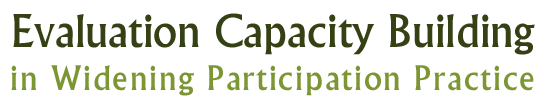 Evaluation Capacity Building
in Widening Participation Practice